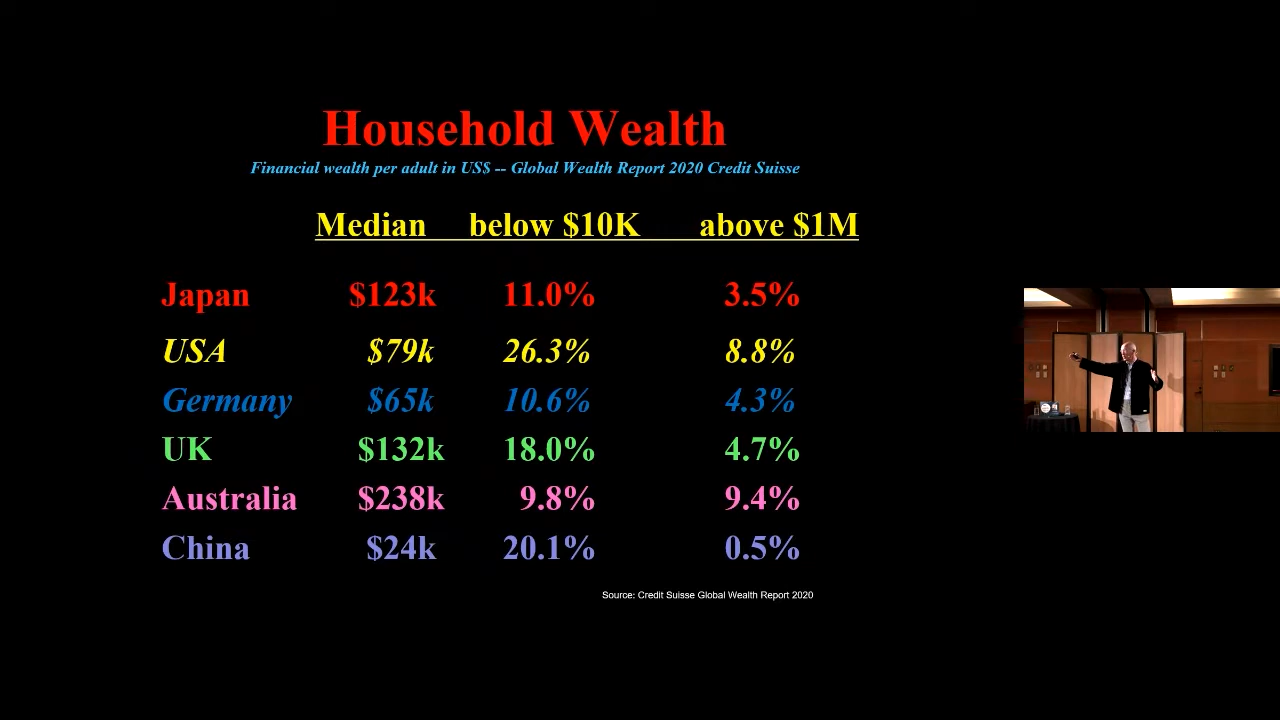 Household Wealth
Financial wealth per adult in US$ -- Global Wealth Report 2020 Credit Suisse
Median below $10K above $1M
Japan $123k 11.0% 3.5%
USA $79k 26.3% 8.8%
Germany $65k 10.6% 4.3%
UK $132k 18.0% 4.7%
Australia $238k 9.8% 9.4%
China $24k 20.1% 0.5%
Source: Credit Suisse Global Wealth Report 2020